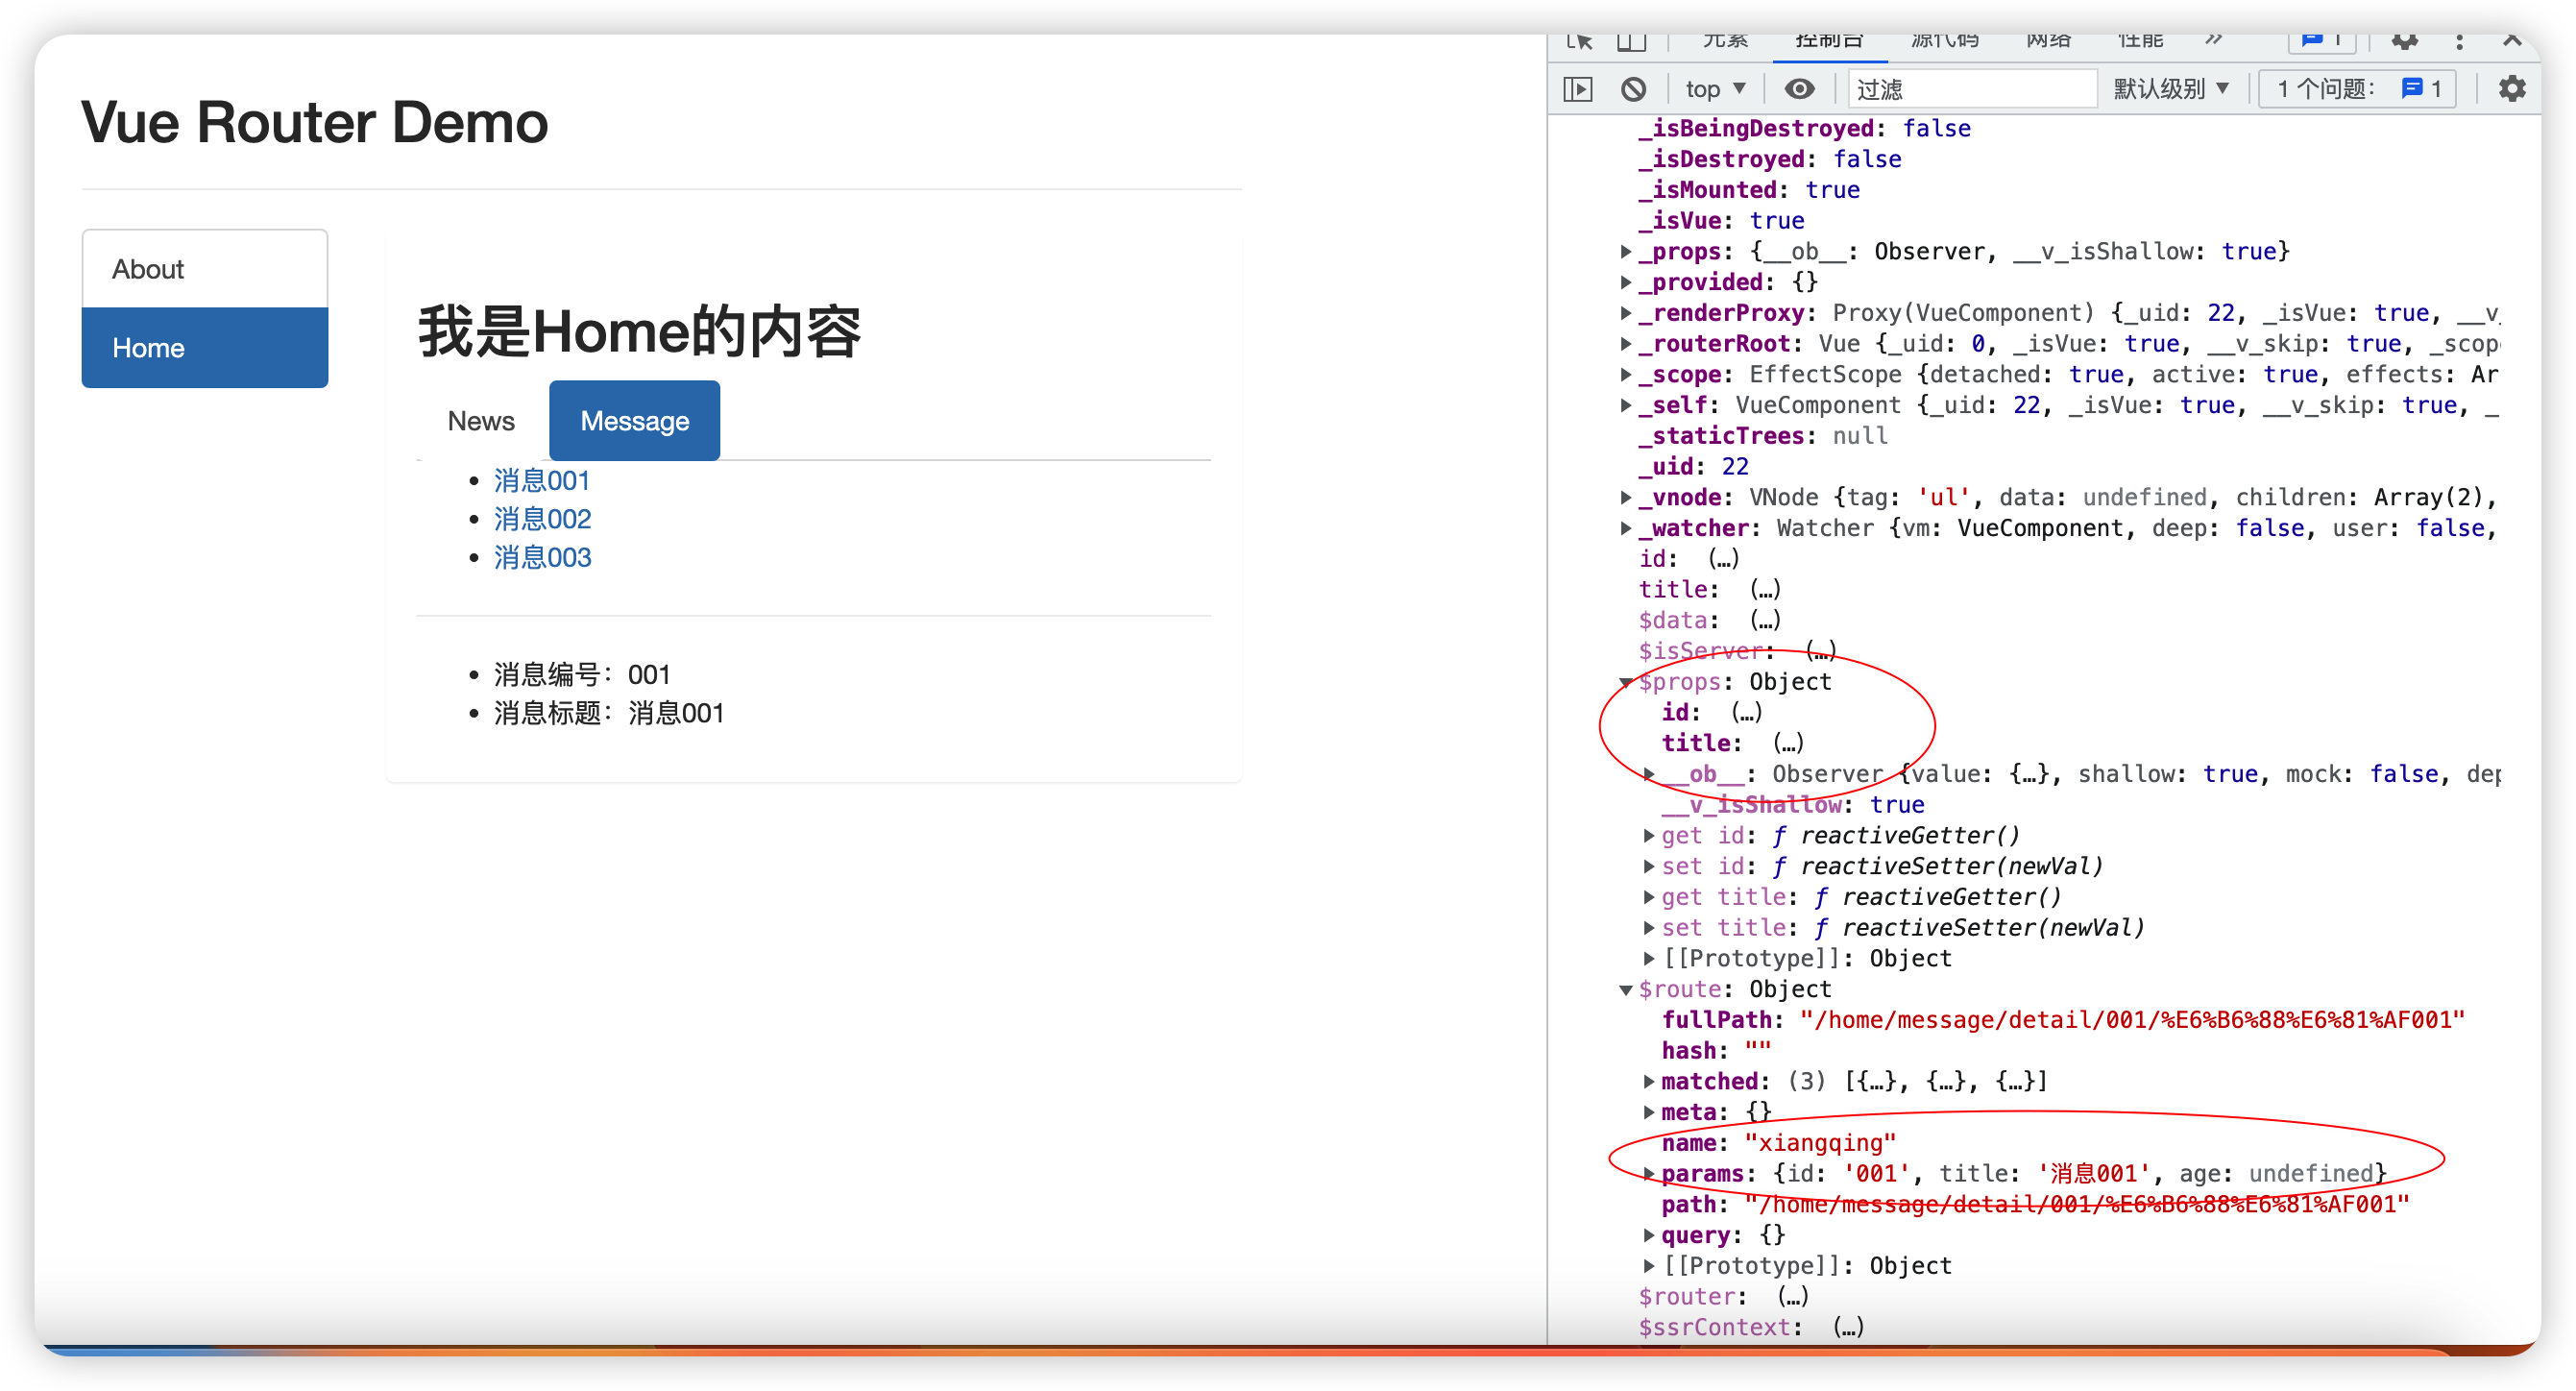 Vue Router Demo
About
Home
我是Home的内容
News
Message
消息001
消息002
消息003
消息编号：001
消息标题：消息001
元素 控制台 源代码 网络 性能 » 1
top ▼ 过滤 默认级别 ▼ 1 个问题： 1
_isBeingDestroyed: false
_isDestroyed: false
_isMounted: true
_isVue: true
▶ _props: {__ob__: Observer, __v_isShallow: true}
▶ _provided: {}
▶ _renderProxy: Proxy(VueComponent) {_uid: 22, _isVue: true, __v_
▶ _routerRoot: Vue {_uid: 0, _isVue: true, __v_skip: true, _scop
▶ _scope: EffectScope {detached: true, active: true, effects: Ar
▶ _self: VueComponent {_uid: 22, _isVue: true, __v_skip: true, _
_staticTrees: null
_uid: 22
▶ _vnode: VNode {tag: 'ul', data: undefined, children: Array(2),
▶ _watcher: Watcher {vm: VueComponent, deep: false, user: false,
id: (…)
title: (…)
$data: (…)
$isServer: (…)
▼ $props: Object
id: (…)
title: (…)
▶ __ob__: Observer {value: {…}, shallow: true, mock: false, dep
__v_isShallow: true
▶ get id: ƒ reactiveGetter()
▶ set id: ƒ reactiveSetter(newVal)
▶ get title: ƒ reactiveGetter()
▶ set title: ƒ reactiveSetter(newVal)
▶ [[Prototype]]: Object
▼ $route: Object
fullPath: "/home/message/detail/001/%E6%B6%88%E6%81%AF001"
hash: ""
▶ matched: (3) [{…}, {…}, {…}]
▶ meta: {}
name: "xiangqing"
▶ params: {id: '001', title: '消息001', age: undefined}
path: "/home/message/detail/001/%E6%B6%88%E6%81%AF001"
▶ query: {}
▶ [[Prototype]]: Object
$router: (…)
$ssrContext: (…)